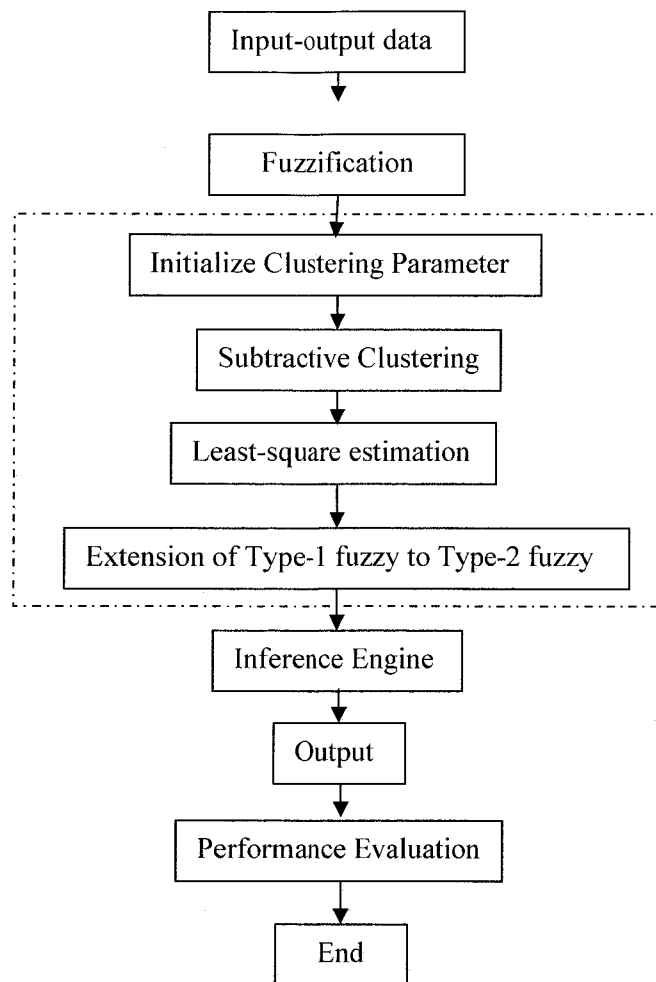 Input-output data
Fuzzification
Initialize Clustering Parameter
Subtractive Clustering
Least-square estimation
Extension of Type-1 fuzzy to Type-2 fuzzy
Inference Engine
Output
Performance Evaluation
End